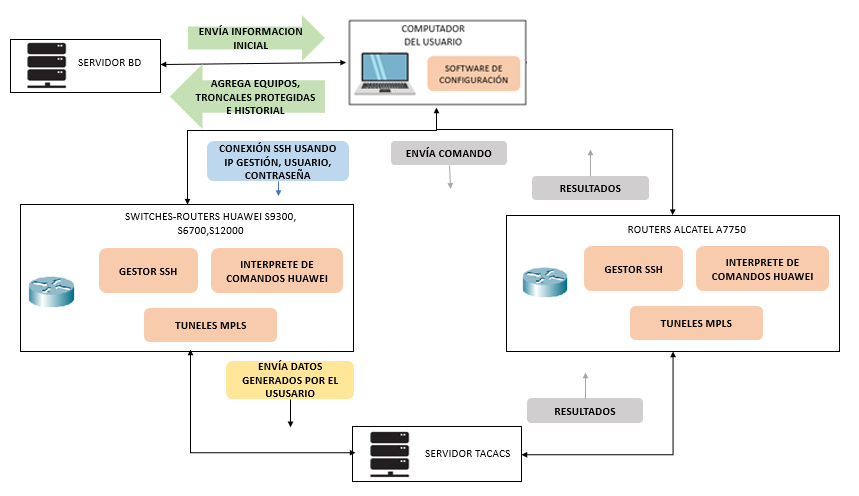 ENVÍA INFORMACION
INICIAL
COMPUTADOR
DEL USUARIO
SERVIDOR BD
SOFTWARE DE
CONFIGURACIÓN
AGREGA EQUIPOS,
TRONCALES PROTEGIDAS
E HISTORIAL
CONEXIÓN SSH USANDO
IP GESTIÓN, USUARIO,
CONTRASEÑA
ENVÍA COMANDO
RESULTADOS
SWITCHES-ROUTERS HUAWEI S9300,
S6700,S12000
GESTOR SSH
INTERPRETE DE
COMANDOS HUAWEI
TUNELES MPLS
ROUTERS ALCATEL A7750
GESTOR SSH
INTERPRETE DE
COMANDOS HUAWEI
TUNELES MPLS
ENVÍA DATOS
GENERADOS POR EL
USUSARIO
RESULTADOS
SERVIDOR TACACS